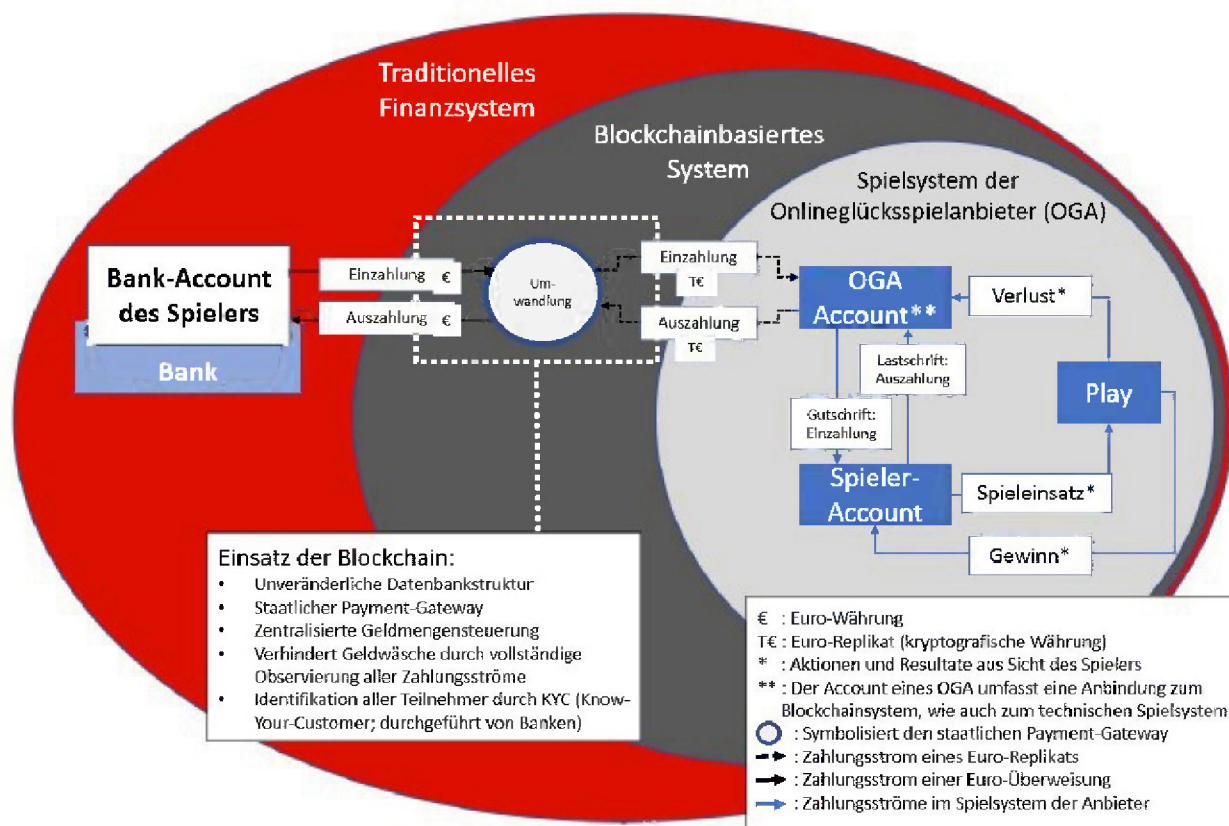 Traditionelles
Finanzsystem
Blockchainbasiertes
System
Spielsystem der
Onlineglücksspielanbieter (OGA)
Bank-Account
des Spielers
Bank
Einzahlung €
Auszahlung €
Um-
wandlung
Einzahlung
T€
Auszahlung
T€
OGA
Account**
Verlust*
Lastschrift:
Auszahlung
Play
Gutschrift:
Einzahlung
Spieler-
Account
Spieleinsatz*
Gewinn*
Einsatz der Blockchain:
• Unveränderliche Datenbankstruktur
• Staatlicher Payment-Gateway
• Zentralisierte Geldmengensteuerung
• Verhindert Geldwäsche durch vollständige
Observierung aller Zahlungsströme
• Identifikation aller Teilnehmer durch KYC (Know-
Your-Customer; durchgeführt von Banken)
€ : Euro-Währung
T€ : Euro-Replikat (kryptografische Währung)
* : Aktionen und Resultate aus Sicht des Spielers
** : Der Account eines OGA umfasst eine Anbindung zum
Blockchainsystem, wie auch zum technischen Spielsystem
: Symbolisiert den staatlichen Payment-Gateway
: Zahlungsstrom eines Euro-Replikats
: Zahlungsstrom einer Euro-Überweisung
: Zahlungsströme im Spielsystem der Anbieter